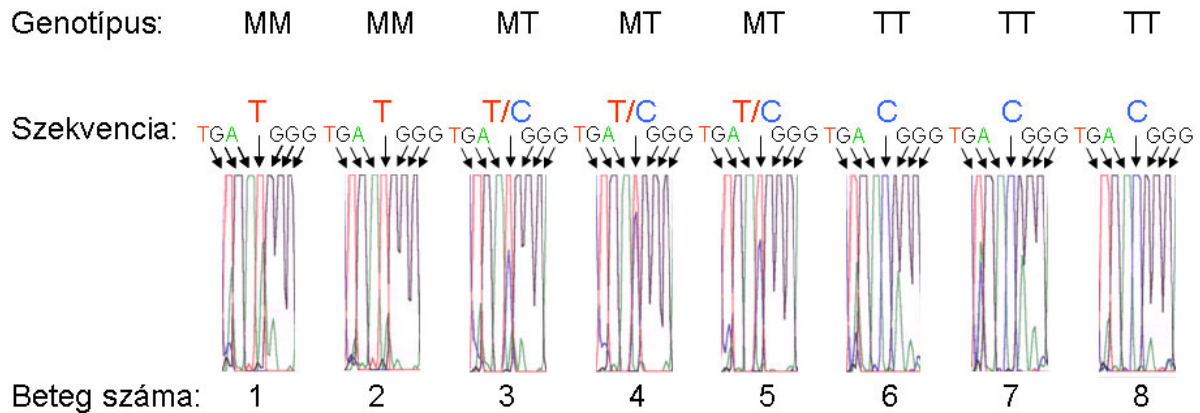 Genotípus: MM MM MT MT MT TT TT TT
T T T/C T/C T/C C C C
Szekvencia: TGA GGG TGA GGG TGA GGG TGA GGG TGA GGG TGA GGG TGA GGG TGA GGG
Beteg száma: 1 2 3 4 5 6 7 8